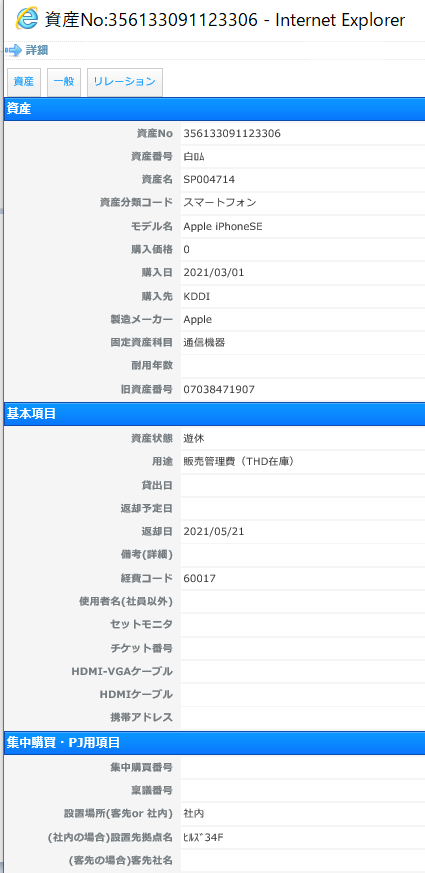 資産No:356133091123306 - Internet Explorer
詳細
資産 一般 リレーション
資産
資産No 356133091123306
資産番号 白ﾛﾑ
資産名 SP004714
資産分類コード スマートフォン
モデル名 Apple iPhoneSE
購入価格 0
購入日 2021/03/01
購入先 KDDI
製造メーカー Apple
固定資産科目 通信機器
耐用年数
旧資産番号 07038471907
基本項目
資産状態 遊休
用途 販売管理費（THD在庫）
貸出日
返却予定日
返却日 2021/05/21
備考(詳細)
経費コード 60017
使用者名(社員以外)
セットモニタ
チケット番号
HDMI-VGAケーブル
HDMIケーブル
携帯アドレス
集中購買・PJ用項目
集中購買番号
稟議番号
設置場所(客先or 社内) 社内
(社内の場合)設置先拠点名 ﾋﾙｽﾞ34F
(客先の場合)客先社名